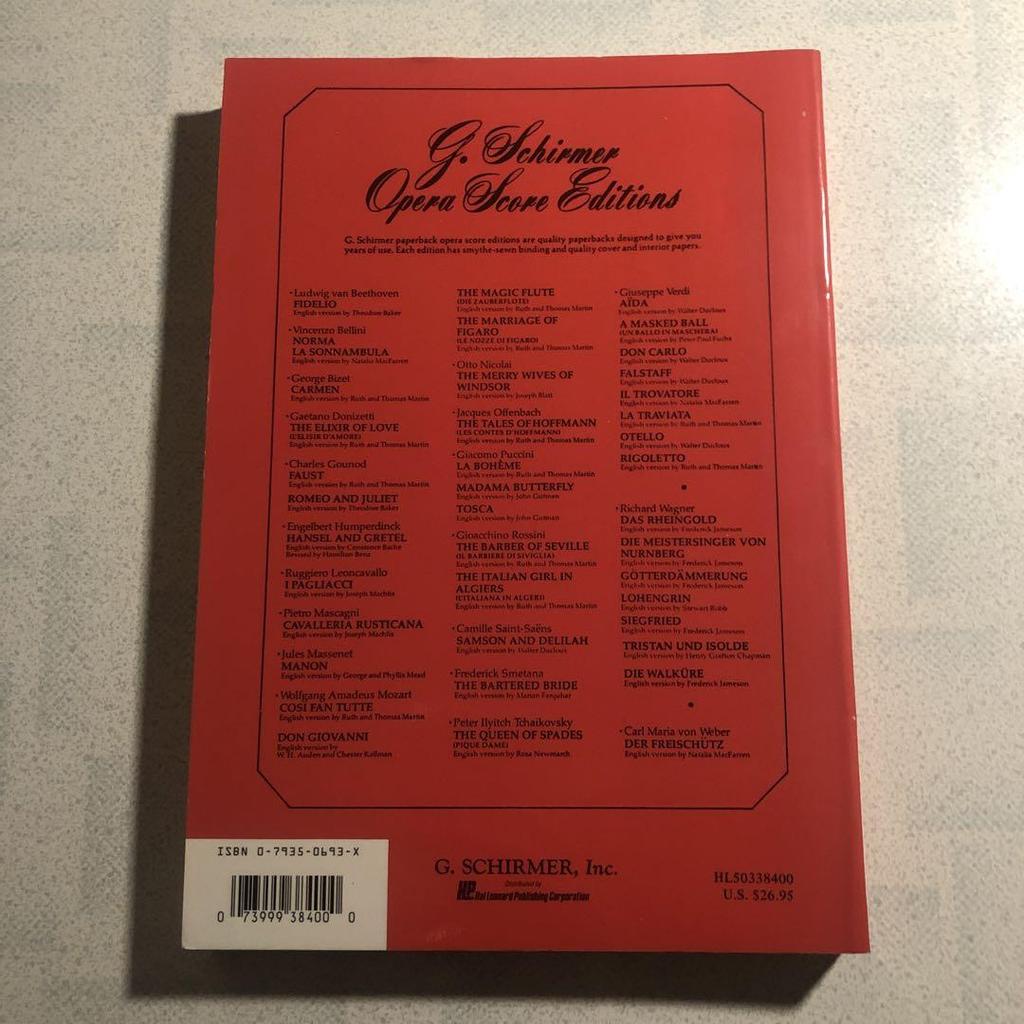 G. Schirmer
Opera Score Editions
G. Schirmer paperback opera score editions are quality paperbacks designed to give you
years of use. Each edition has smythe-sewn binding and quality cover and interior papers.
•Ludwig van Beethoven
FIDELIO
English version by Theodore Baker
•Vincenzo Bellini
NORMA
LA SONNAMBULA
English version by Natalia MacFarren
•George Bizet
CARMEN
English version by Ruth and Thomas Martin
•Gaetano Donizetti
THE ELIXIR OF LOVE
(L'ELISIR D'AMORE)
English version by Ruth and Thomas Martin
•Charles Gounod
FAUST
English version by Ruth and Thomas Martin
ROMEO AND JULIET
English version by Theodore Baker
•Engelbert Humperdinck
HANSEL AND GRETEL
English version by Constance Bache
Revised by Hamilton Benz
•Ruggiero Leoncavallo
I PAGLIACCI
English version by Joseph Machlis
•Pietro Mascagni
CAVALLERIA RUSTICANA
English version by Joseph Machlis
•Jules Massenet
MANON
English version by George and Phyllis Mead
•Wolfgang Amadeus Mozart
COSI FAN TUTTE
English version by Ruth and Thomas Martin
DON GIOVANNI
English version by
W. H. Auden and Chester Kallman
THE MAGIC FLUTE
(DIE ZAUBERFLOTE)
English version by Ruth and Thomas Martin
THE MARRIAGE OF
FIGARO
(LE NOZZE DI FIGARO)
English version by Ruth and Thomas Martin
•Otto Nicolai
THE MERRY WIVES OF
WINDSOR
English version by Joseph Blatt
•Jacques Offenbach
THE TALES OF HOFFMANN
(LES CONTES D'HOFFMANN)
English version by Ruth and Thomas Martin
•Giacomo Puccini
LA BOHÈME
English version by Ruth and Thomas Martin
MADAMA BUTTERFLY
English version by John Gutman
TOSCA
English version by John Gutman
•Gioacchino Rossini
THE BARBER OF SEVILLE
(IL BARBIERE DI SIVIGLIA)
English version by Ruth and Thomas Martin
THE ITALIAN GIRL IN
ALGIERS
(L'ITALIANA IN ALGERI)
English version by Ruth and Thomas Martin
•Camille Saint-Saëns
SAMSON AND DELILAH
English version by Walter Ducloux
•Frederick Smetana
THE BARTERED BRIDE
English version by Marian Farquhar
•Peter Ilyitch Tchaikovsky
THE QUEEN OF SPADES
(PIQUE DAME)
English version by Rosa Newmarch
•Giuseppe Verdi
AÏDA
English version by Walter Ducloux
A MASKED BALL
(UN BALLO IN MASCHERA)
English version by Peter Paul Fuchs
DON CARLO
English version by Walter Ducloux
FALSTAFF
English version by Walter Ducloux
IL TROVATORE
English version by Natalia MacFarren
LA TRAVIATA
English version by Ruth and Thomas Martin
OTELLO
English version by Walter Ducloux
RIGOLETTO
English version by Ruth and Thomas Martin
•
•Richard Wagner
DAS RHEINGOLD
English version by Frederick Jameson
DIE MEISTERSINGER VON
NURNBERG
English version by Frederick Jameson
GÖTTERDÄMMERUNG
English version by Frederick Jameson
LOHENGRIN
English version by Stewart Robb
SIEGFRIED
English version by Frederick Jameson
TRISTAN UND ISOLDE
English version by Henry Grafton Chapman
DIE WALKÜRE
English version by Frederick Jameson
•
•Carl Maria von Weber
DER FREISCHÜTZ
English version by Natalia MacFarren
ISBN 0-7935-0693-X
0 73999 38400 0
G. SCHIRMER, Inc.
Distributed by
Hal Leonard Publishing Corporation
HL50338400
U.S. $26.95